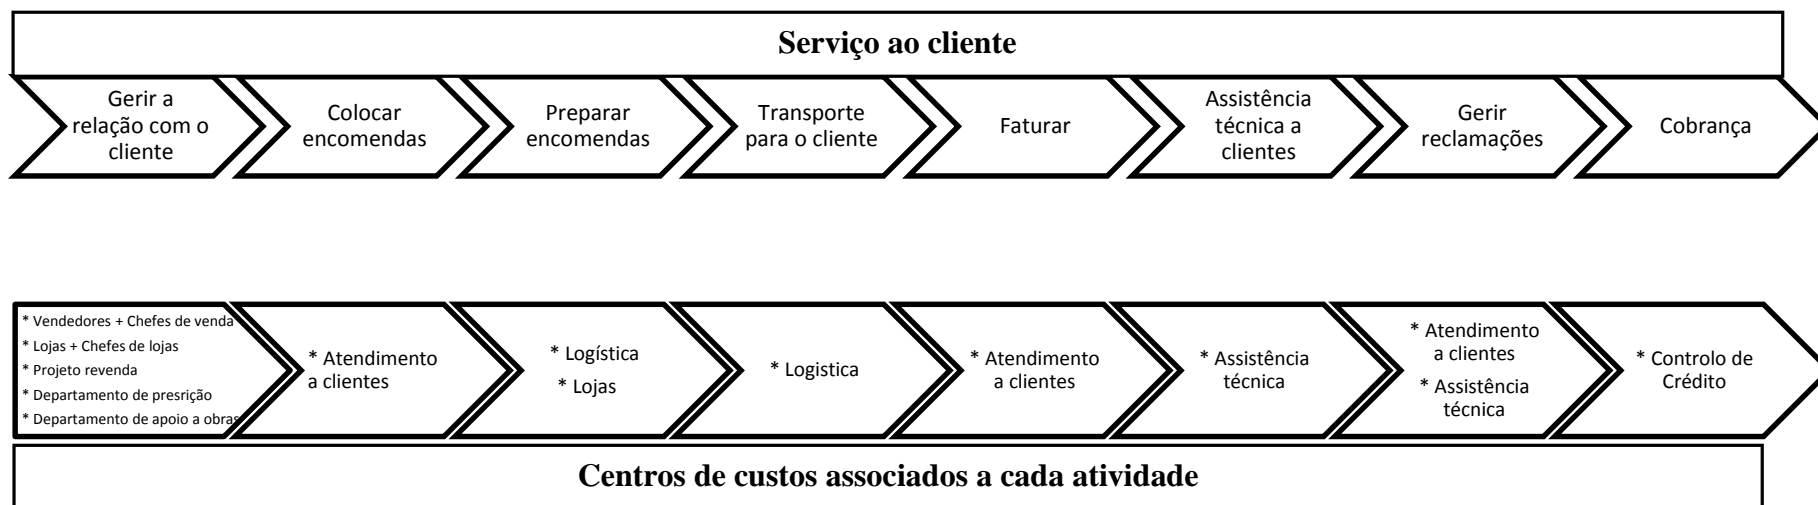 Serviço ao cliente
Gerir a
relação com o
cliente
Colocar
encomendas
Preparar
encomendas
Transporte
para o cliente
Faturar
Assistência
técnica a
clientes
Gerir
reclamações
Cobrança
* Vendedores + Chefes de venda
* Lojas + Chefes de lojas
* Projeto revenda
* Departamento de presrição
* Departamento de apoio a obras
* Atendimento
a clientes
* Logística
* Lojas
* Logistica
* Atendimento
a clientes
* Assistência
técnica
* Atendimento
a clientes
* Assistência
técnica
* Controlo de
Crédito
Centros de custos associados a cada atividade